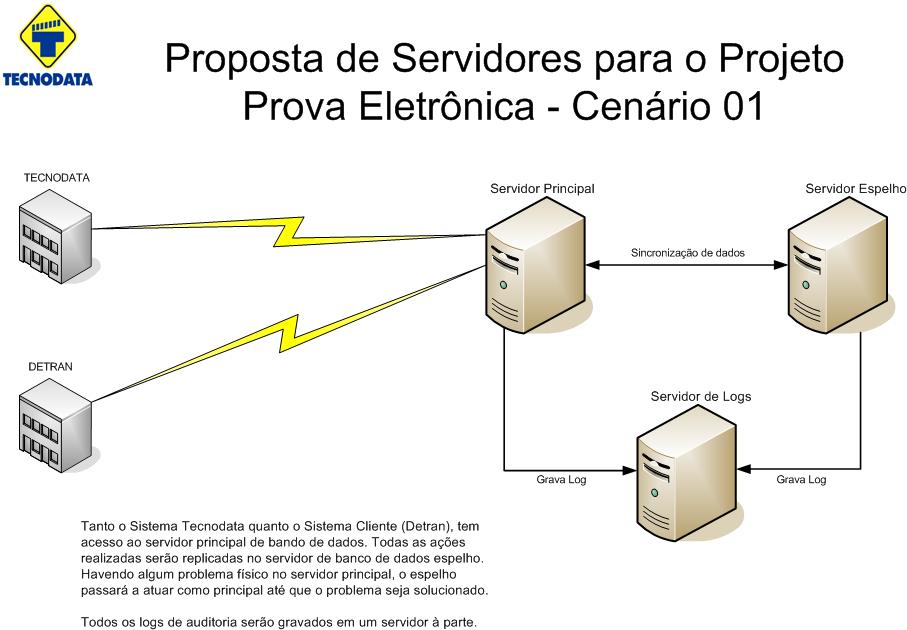 TECNODATA
Proposta de Servidores para o Projeto
Prova Eletrônica - Cenário 01
TECNODATA
Servidor Principal
Servidor Espelho
Sincronização de dados
DETRAN
Servidor de Logs
Grava Log
Grava Log
Tanto o Sistema Tecnodata quanto o Sistema Cliente (Detran), tem
acesso ao servidor principal de bando de dados. Todas as ações
realizadas serão replicadas no servidor de banco de dados espelho.
Havendo algum problema físico no servidor principal, o espelho
passará a atuar como principal até que o problema seja solucionado.
Todos os logs de auditoria serão gravados em um servidor à parte.